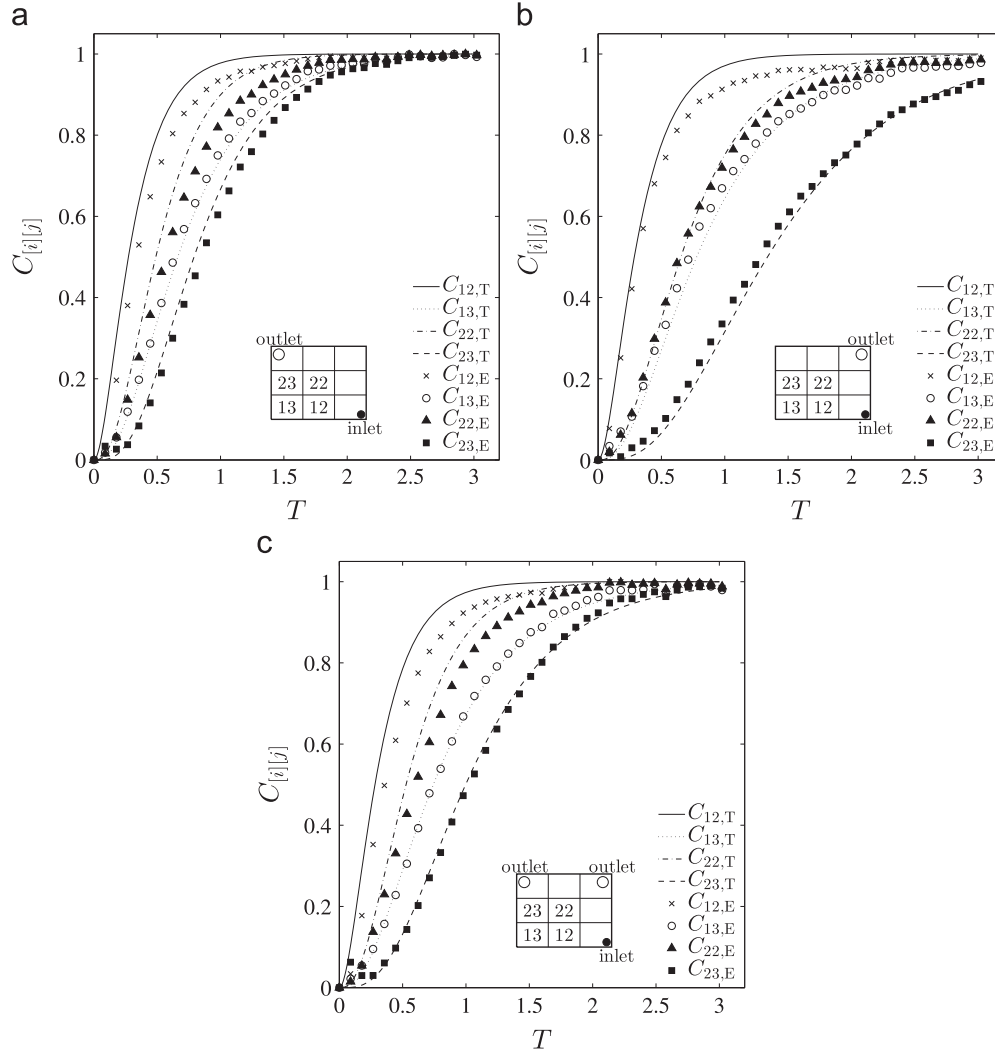 a
1
0.8
0.6
0.4
0.2
0
C[i][j]
0 0.5 1 1.5 2 2.5 3
T
C12,T
C13,T
C22,T
C23,T
C12,E
C13,E
C22,E
C23,E
outlet
23 22
13 12
inlet
b
1
0.8
0.6
0.4
0.2
0
C[i][j]
0 0.5 1 1.5 2 2.5 3
T
C12,T
C13,T
C22,T
C23,T
C12,E
C13,E
C22,E
C23,E
outlet
23 22
13 12
inlet
c
1
0.8
0.6
0.4
0.2
0
C[i][j]
0 0.5 1 1.5 2 2.5 3
T
C12,T
C13,T
C22,T
C23,T
C12,E
C13,E
C22,E
C23,E
outlet outlet
23 22
13 12
inlet